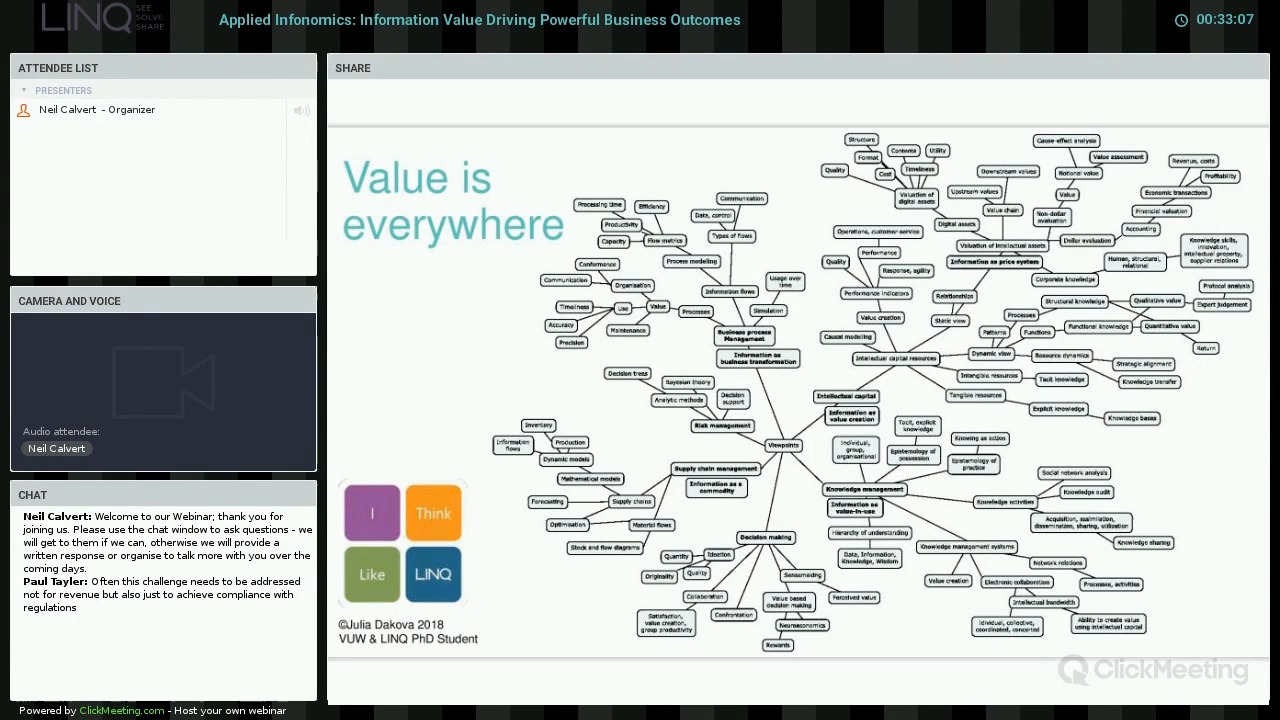 LINQ
SEE.
SOLVE.
SHARE.
Applied Infonomics: Information Value Driving Powerful Business Outcomes
00:33:07
ATTENDEE LIST
PRESENTERS
Neil Calvert - Organizer
CAMERA AND VOICE
Audio attendee:
Neil Calvert
CHAT
Neil Calvert: Welcome to our Webinar; thank you for
joining us. Please use the chat window to ask questions - we
will get to them if we can, otherwise we will provide a
written response or organise to talk more with you over the
coming days.
Paul Tayler: Often this challenge needs to be addressed
not for revenue but also just to achieve compliance with
regulations
Powered by ClickMeeting.com - Host your own webinar
SHARE
Value is
everywhere
Processing time
Efficiency
Productivity
Capacity
Flow metrics
Communication
Data, control
Types of flows
Process modelling
Conformance
Communication
Organisation
Information flows
Usage over
time
Simulation
Timeliness
Use
Value
Processes
Accuracy
Maintenance
Precision
Business process
Management
Information as
business transformation
Decision trees
Bayesian theory
Analytic methods
Decision
support
Risk management
Viewpoints
Inventory
Information
flows
Production
Dynamic models
Mathematical models
Supply chain management
Information as a
commodity
Forecasting
Supply chains
Optimisation
Material flows
Stock and flow diagrams
Decision making
Quantity
Ideation
Originality
Quality
Collaboration
Sensemaking
Perceived value
Value based
decision making
Confrontation
Satisfaction,
value creation,
group productivity
Neuroeconomics
Rewards
Structure
Format
Contents
Utility
Quality
Cost
Timeliness
Valuation of
digital assets
Downstream values
Upstream values
Value chain
Digital assets
Cause-effect analysis
Value assessment
Notional value
Value
Non-dollar
evaluation
Revenue, costs
Profitability
Economic transactions
Financial valuation
Accounting
Dollar evaluation
Valuation of intellectual assets
Information as price system
Human, structural,
relational
Knowledge skills,
innovation,
intellectual property,
supplier relations
Corporate knowledge
Operations, customer-service
Performance
Quality
Response, agility
Performance indicators
Value creation
Relationships
Static view
Causal modelling
Intellectual capital resources
Protocol analysis
Structural knowledge
Qualitative value
Expert judgement
Processes
Patterns
Functions
Functional knowledge
Quantitative value
Return
Dynamic view
Resource dynamics
Strategic alignment
Intangible resources
Tacit knowledge
Knowledge transfer
Tangible resources
Explicit knowledge
Knowledge bases
Intellectual capital
Information as
value creation
Individual,
group,
organisational
Tacit, explicit
knowledge
Epistemology of
possession
Knowing as action
Epistemology of
practice
Knowledge management
Information as
value-in-use
Social network analysis
Knowledge audit
Knowledge activities
Acquisition, assimilation,
dissemination, sharing, utilization
Knowledge sharing
Hierarchy of understanding
Data, Information,
Knowledge, Wisdom
Knowledge management systems
Network relations
Value creation
Electronic collaboration
Processes, activities
Intellectual bandwidth
Idividual, collective,
coordinated, concerted
Ability to create value
using intellectual capital
I
Think
Like
LINQ
©Julia Dakova 2018
VUW & LINQ PhD Student
ClickMeeting